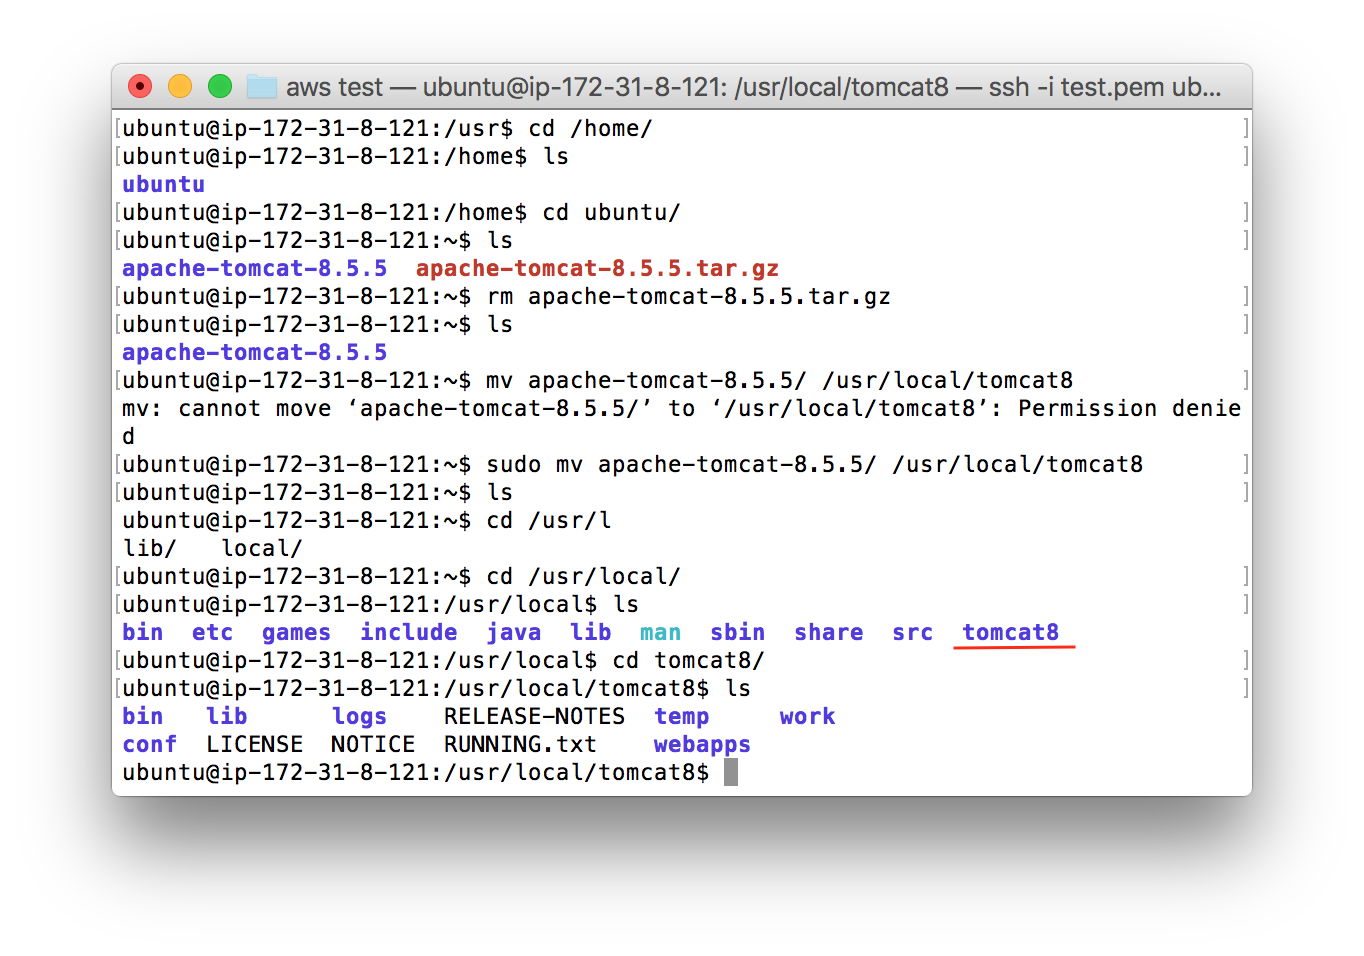 aws test — ubuntu@ip-172-31-8-121: /usr/local/tomcat8 — ssh -i test.pem ub...
[ubuntu@ip-172-31-8-121:/usr$ cd /home/ ]
[ubuntu@ip-172-31-8-121:/home$ ls ]
ubuntu
[ubuntu@ip-172-31-8-121:/home$ cd ubuntu/ ]
[ubuntu@ip-172-31-8-121:~$ ls ]
apache-tomcat-8.5.5  apache-tomcat-8.5.5.tar.gz
[ubuntu@ip-172-31-8-121:~$ rm apache-tomcat-8.5.5.tar.gz ]
[ubuntu@ip-172-31-8-121:~$ ls ]
apache-tomcat-8.5.5
[ubuntu@ip-172-31-8-121:~$ mv apache-tomcat-8.5.5/ /usr/local/tomcat8 ]
mv: cannot move ‘apache-tomcat-8.5.5/’ to ‘/usr/local/tomcat8’: Permission denie
d
[ubuntu@ip-172-31-8-121:~$ sudo mv apache-tomcat-8.5.5/ /usr/local/tomcat8 ]
[ubuntu@ip-172-31-8-121:~$ ls ]
ubuntu@ip-172-31-8-121:~$ cd /usr/l
lib/   local/
[ubuntu@ip-172-31-8-121:~$ cd /usr/local/ ]
[ubuntu@ip-172-31-8-121:/usr/local$ ls ]
bin  etc  games  include  java  lib  man  sbin  share  src  tomcat8
[ubuntu@ip-172-31-8-121:/usr/local$ cd tomcat8/ ]
[ubuntu@ip-172-31-8-121:/usr/local/tomcat8$ ls ]
bin   lib      logs    RELEASE-NOTES  temp     work
conf  LICENSE  NOTICE  RUNNING.txt    webapps
ubuntu@ip-172-31-8-121:/usr/local/tomcat8$